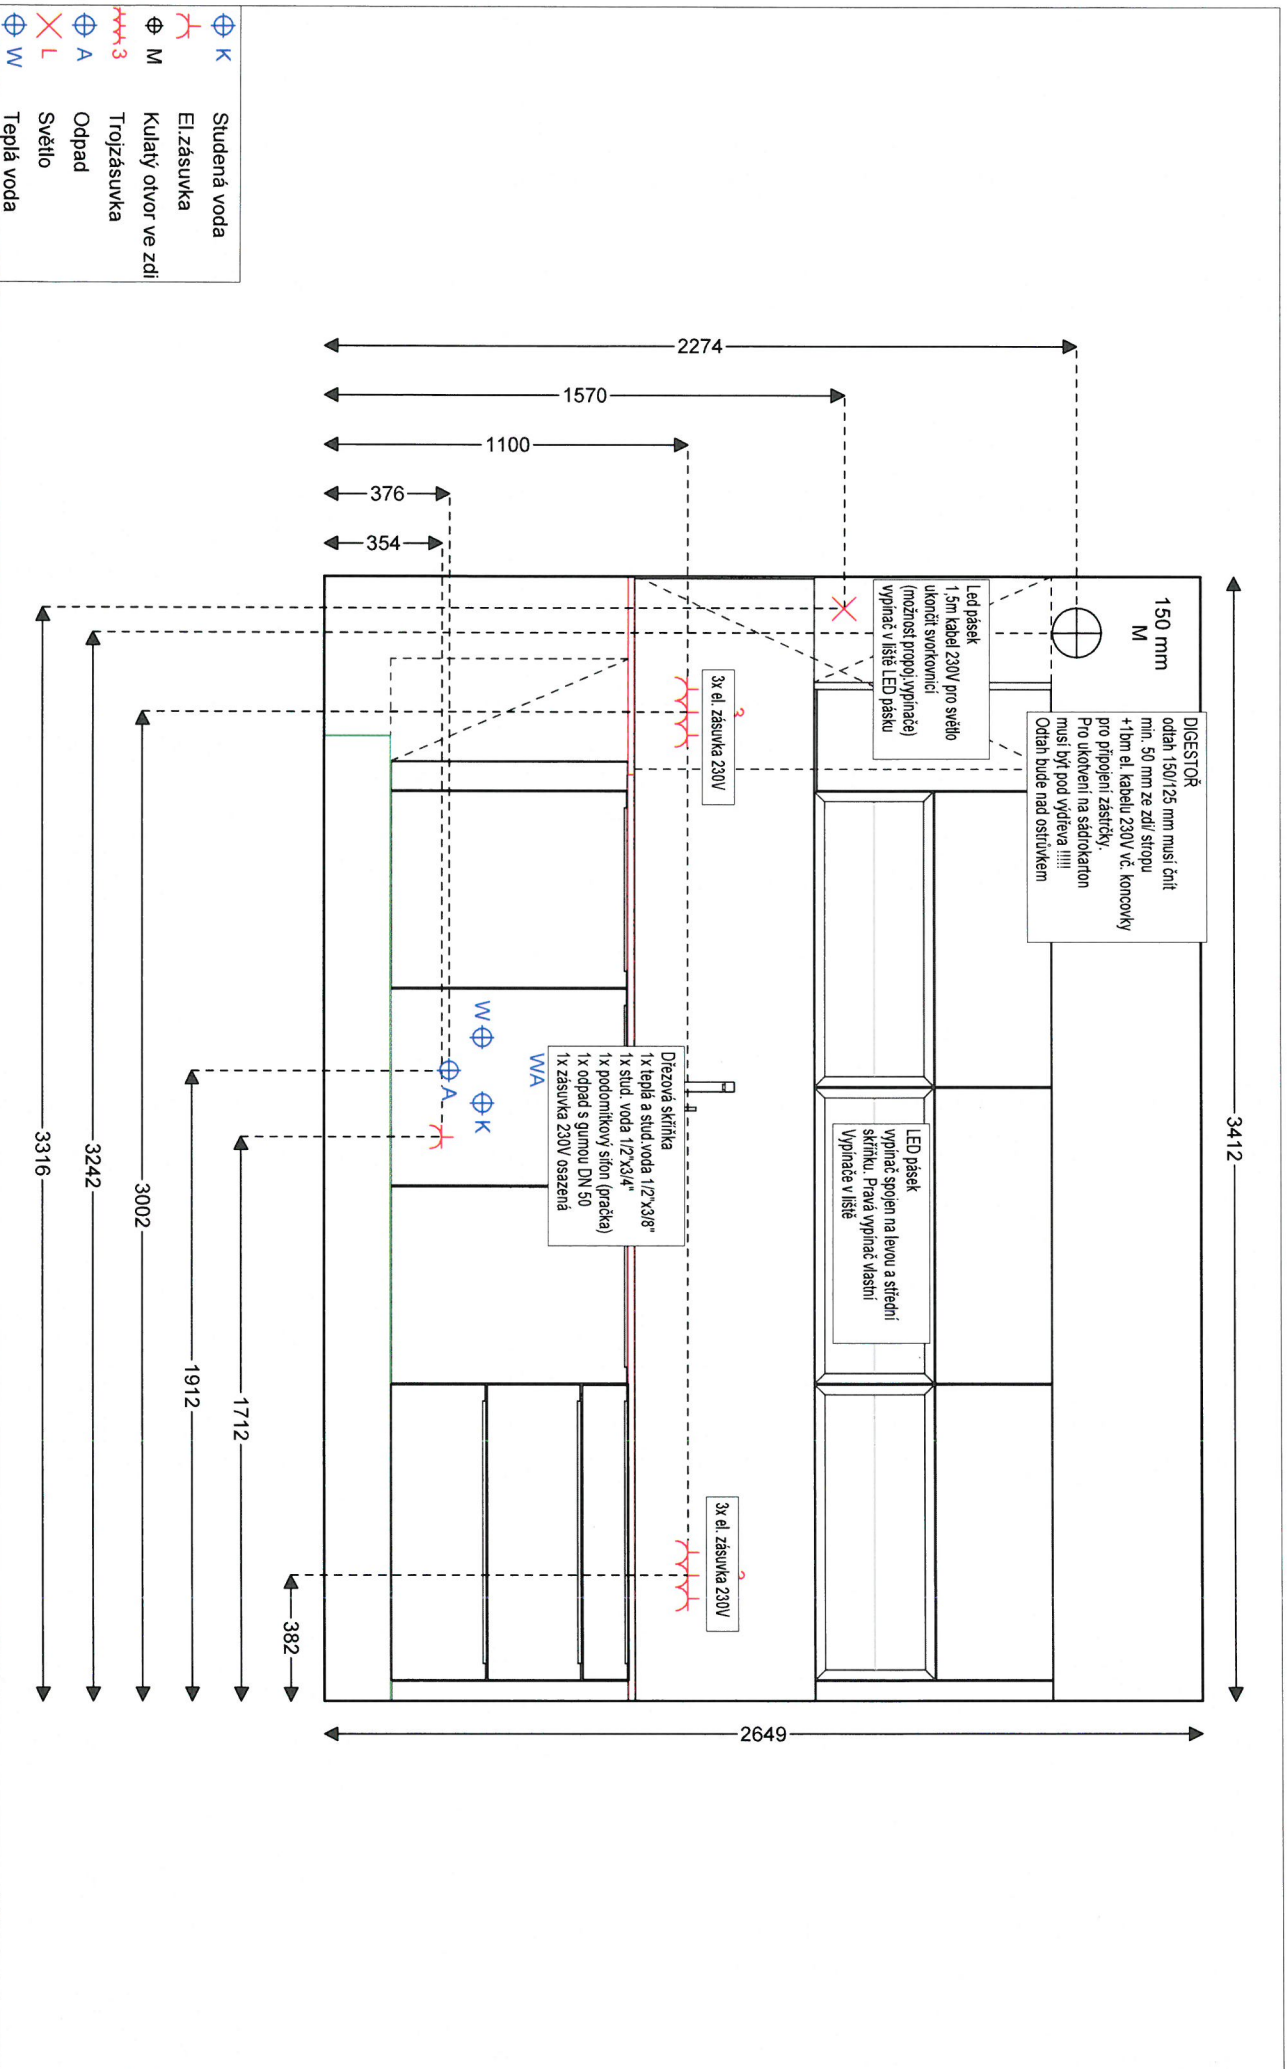 3412
150 mm
M
DIGESTOŘ
odtah 150/125 mm musí čnít
min. 50 mm ze zdi/ stropu
+1bm el. kabelu 230V vč. koncovky
pro připojení zástrčky.
Pro ukotvení na sádrokarton
musí být pod výdřeva !!!!!
Odtah bude nad ostrůvkem
Led pásek
1,5m kabel 230V pro světlo
ukončit svorkovnicí
(možnost propoj.vypínače)
vypínač v liště LED pásku
LED pásek
vypínač spojen na levou a střední
skříňku. Pravá vypínač vlastní
Vypínače v liště
3
3x el. zásuvka 230V
3
3x el. zásuvka 230V
Dřezová skříňka
1x teplá a stud.voda 1/2"x3/8"
1x stud. voda 1/2"x3/4"
1x podomítkový sifon (pračka)
1x odpad s gumou DN 50
1x zásuvka 230V osazená
WA
W
K
A
2274
1570
1100
376
354
2649
382
1712
1912
3002
3242
3316
K Studená voda
El.zásuvka
M Kulatý otvor ve zdi
3 Trojzásuvka
A Odpad
L Světlo
W Teplá voda